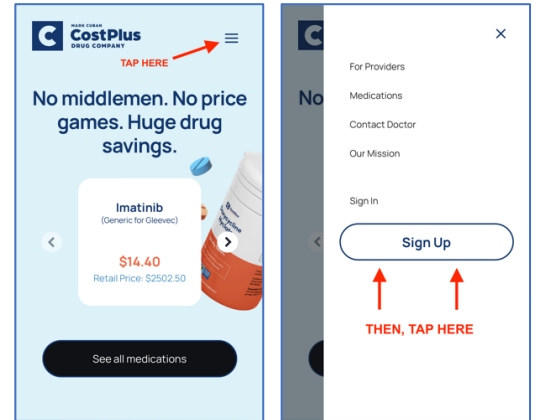 MARK CUBAN
CostPlus
DRUG COMPANY
TAP HERE
No middlemen. No price
games. Huge drug
savings.
Imatinib
(Generic for Gleevec)
$14.40
Retail Price: $2502.50
See all medications
C
No
For Providers
Medications
Contact Doctor
Our Mission
Sign In
Sign Up
THEN, TAP HERE